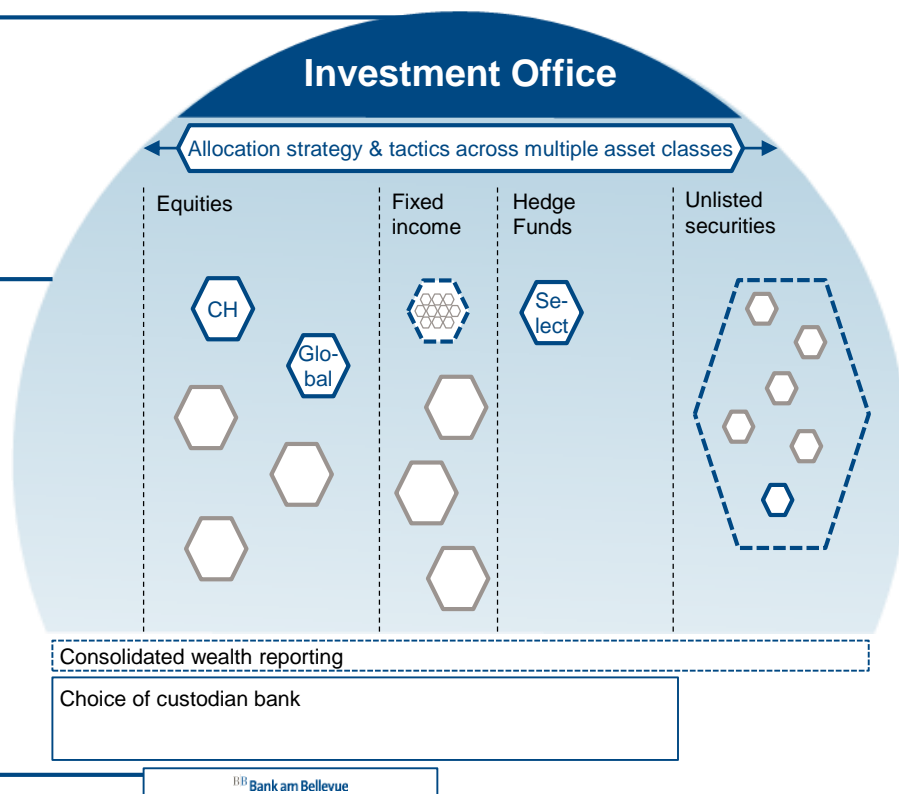 Investment Office
Allocation strategy & tactics across multiple asset classes
Equities
Fixed
income
Hedge
Funds
Unlisted
securities
CH
Glo-
bal
Se-
lect
Consolidated wealth reporting
Choice of custodian bank
BB Bank am Bellevue